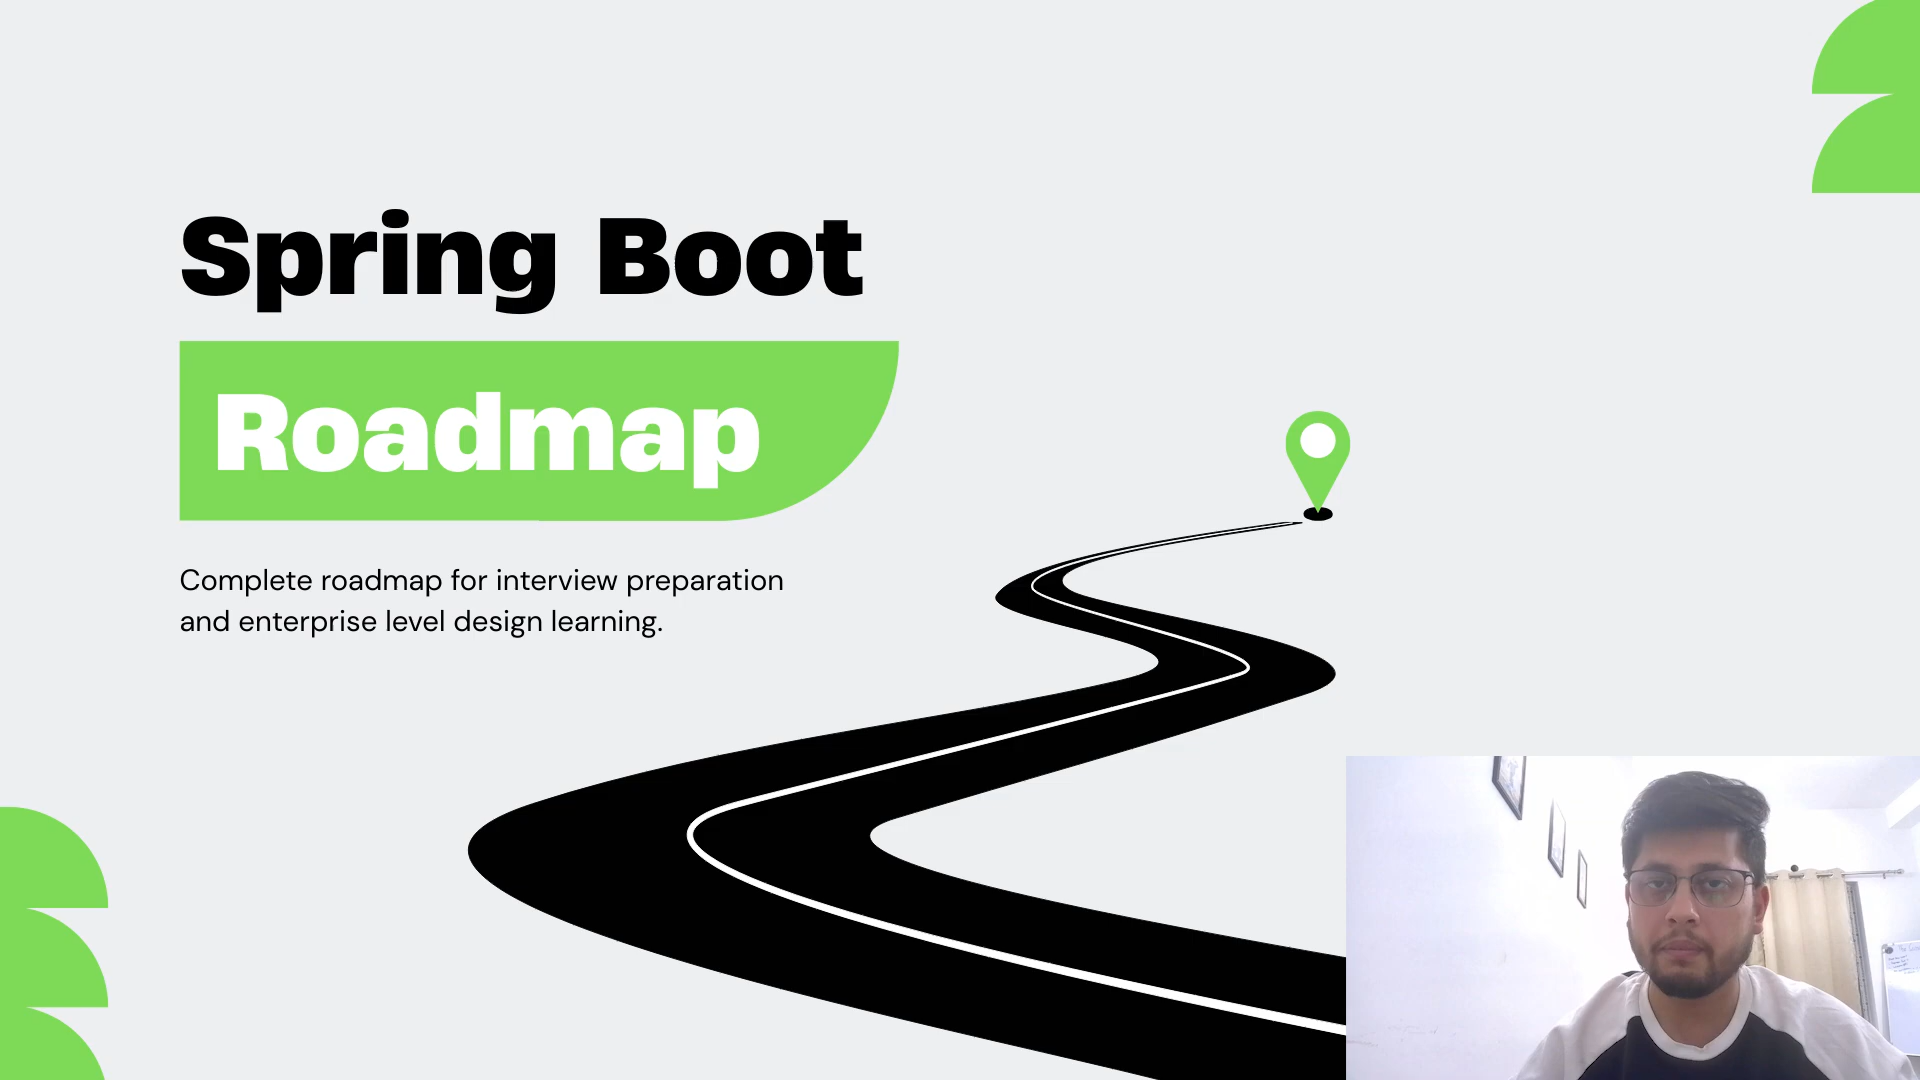 Spring Boot
Roadmap
Complete roadmap for interview preparation
and enterprise level design learning.